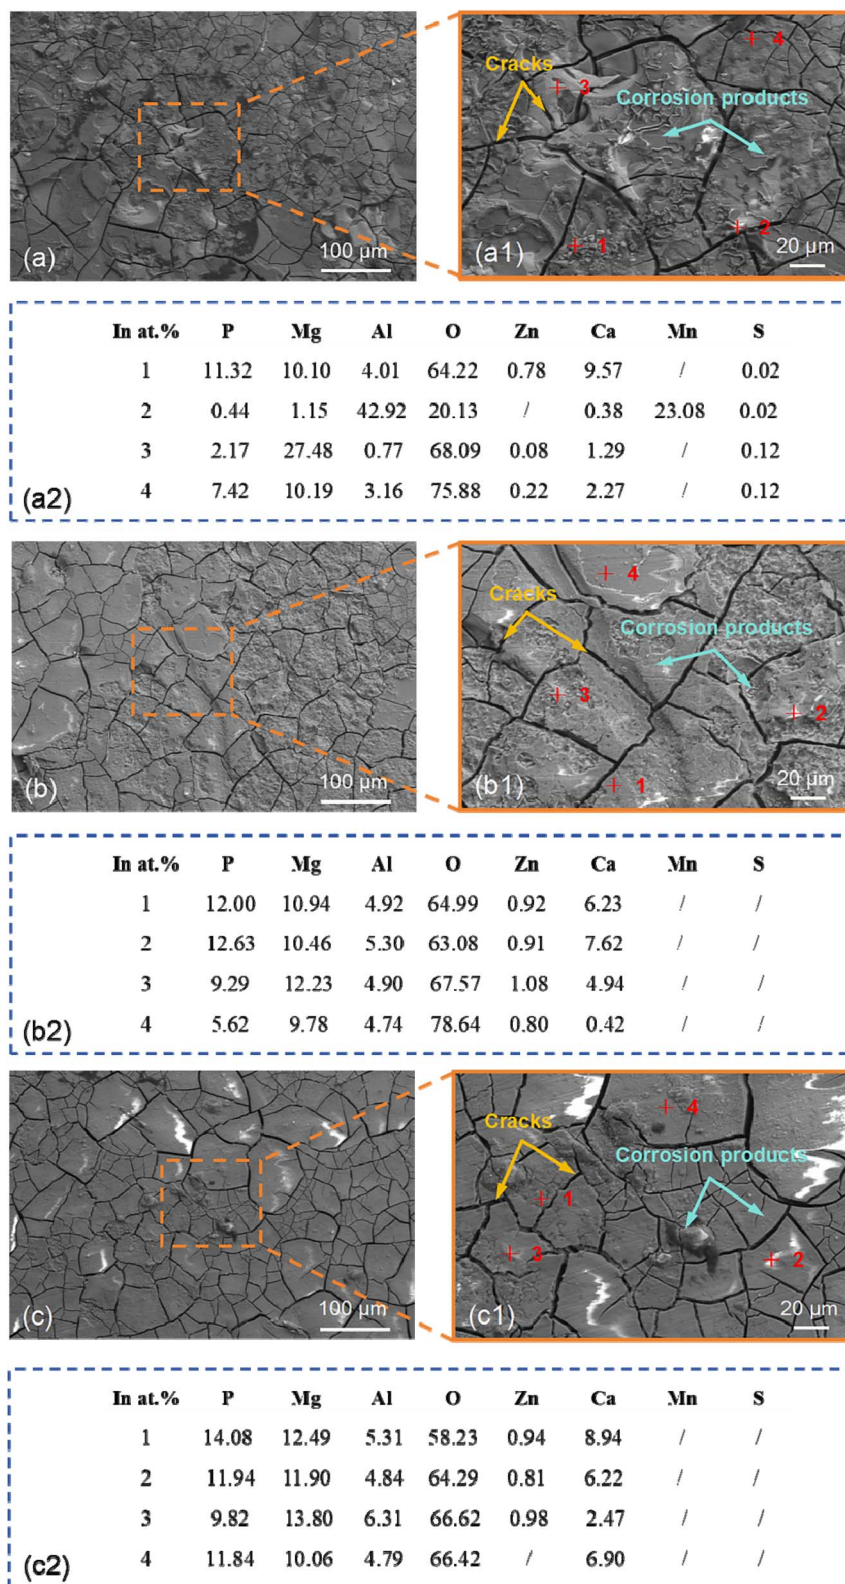 4
Cracks
3
Corrosion products
2
1
(a)
100 μm
(a1)
20 μm
In at.% P Mg Al O Zn Ca Mn S
1 11.32 10.10 4.01 64.22 0.78 9.57 / 0.02
2 0.44 1.15 42.92 20.13 / 0.38 23.08 0.02
3 2.17 27.48 0.77 68.09 0.08 1.29 / 0.12
4 7.42 10.19 3.16 75.88 0.22 2.27 / 0.12
(a2)
4
Cracks
Corrosion products
3
2
1
(b)
100 μm
(b1)
20 μm
In at.% P Mg Al O Zn Ca Mn S
1 12.00 10.94 4.92 64.99 0.92 6.23 / /
2 12.63 10.46 5.30 63.08 0.91 7.62 / /
3 9.29 12.23 4.90 67.57 1.08 4.94 / /
4 5.62 9.78 4.74 78.64 0.80 0.42 / /
(b2)
4
Cracks
Corrosion products
1
3
2
(c)
100 μm
(c1)
20 μm
In at.% P Mg Al O Zn Ca Mn S
1 14.08 12.49 5.31 58.23 0.94 8.94 / /
2 11.94 11.90 4.84 64.29 0.81 6.22 / /
3 9.82 13.80 6.31 66.62 0.98 2.47 / /
4 11.84 10.06 4.79 66.42 / 6.90 / /
(c2)